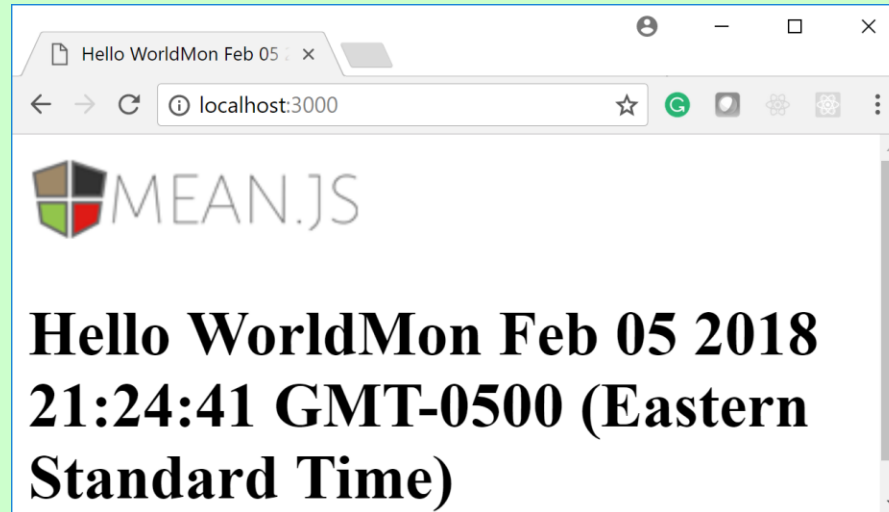 Hello WorldMon Feb 05 2
localhost:3000
MEAN.JS
Hello WorldMon Feb 05 2018
21:24:41 GMT-0500 (Eastern
Standard Time)